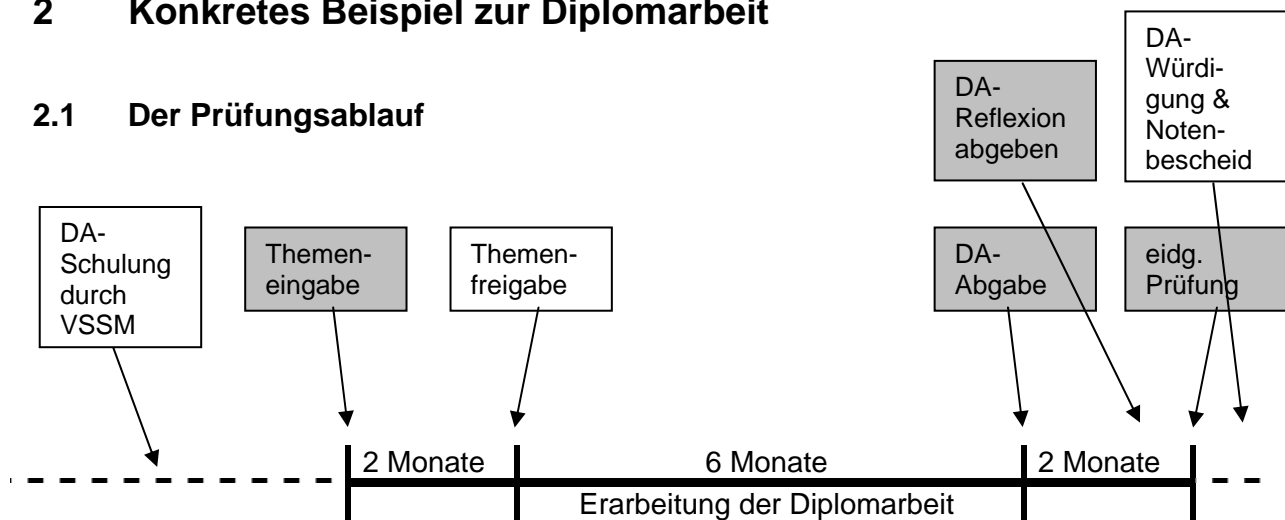 2 Konkretes Beispiel zur Diplomarbeit
2.1 Der Prüfungsablauf
DA-
Schulung
durch
VSSM
Themen-
eingabe
Themen-
freigabe
DA-
Reflexion
abgeben
DA-
Abgabe
DA-
Würdi-
gung &
Noten-
bescheid
eidg.
Prüfung
2 Monate
6 Monate
2 Monate
Erarbeitung der Diplomarbeit